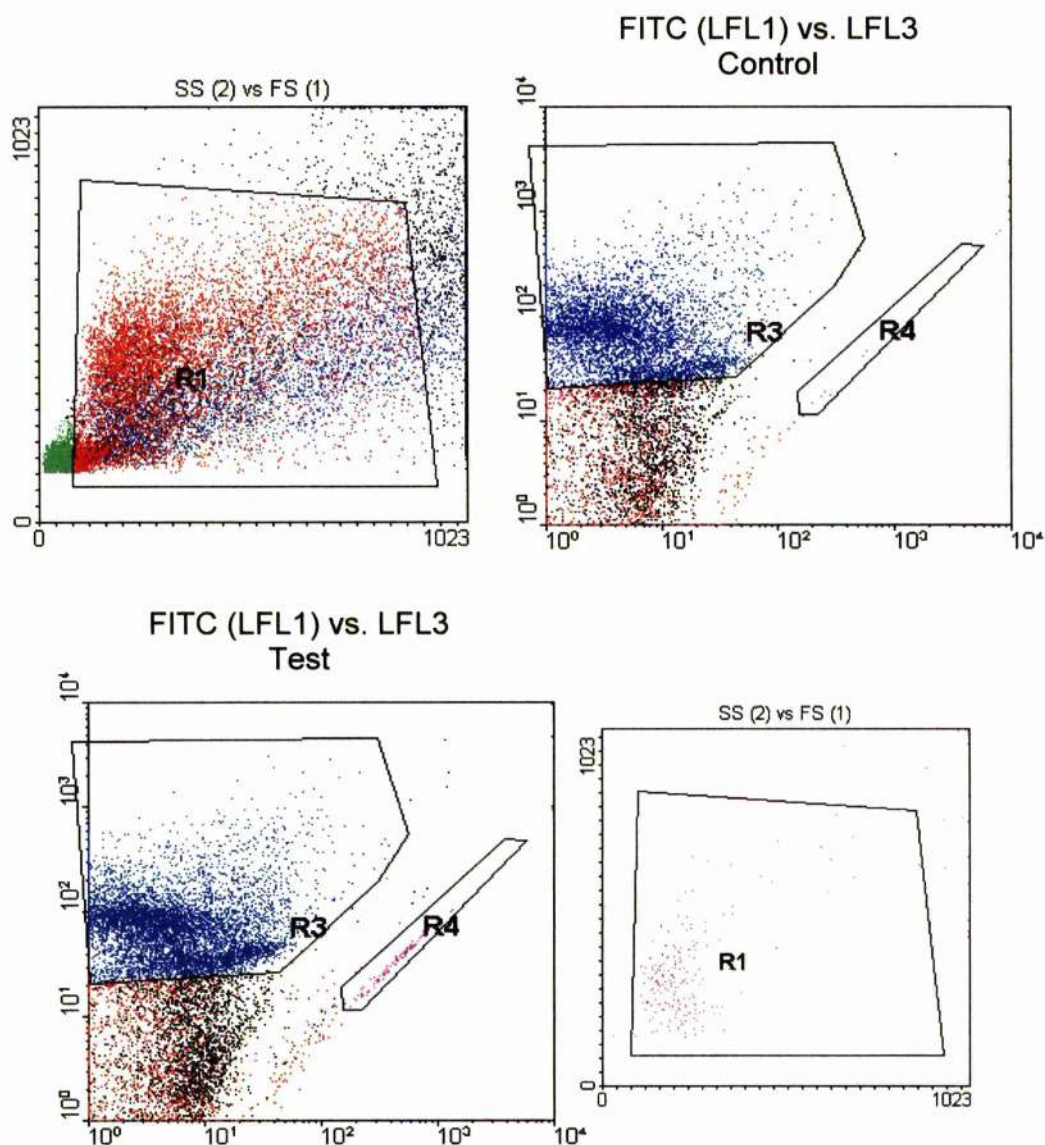 FITC (LFL1) vs. LFL3
Control
SS (2) vs FS (1)
1023
R1
0
0
1023
10⁴
10³
10²
10¹
10⁰
R3
R4
10⁰
10¹
10²
10³
10⁴
FITC (LFL1) vs. LFL3
Test
10⁴
10³
10²
10¹
10⁰
R3
R4
10⁰
10¹
10²
10³
10⁴
SS (2) vs FS (1)
1023
R1
0
0
1023